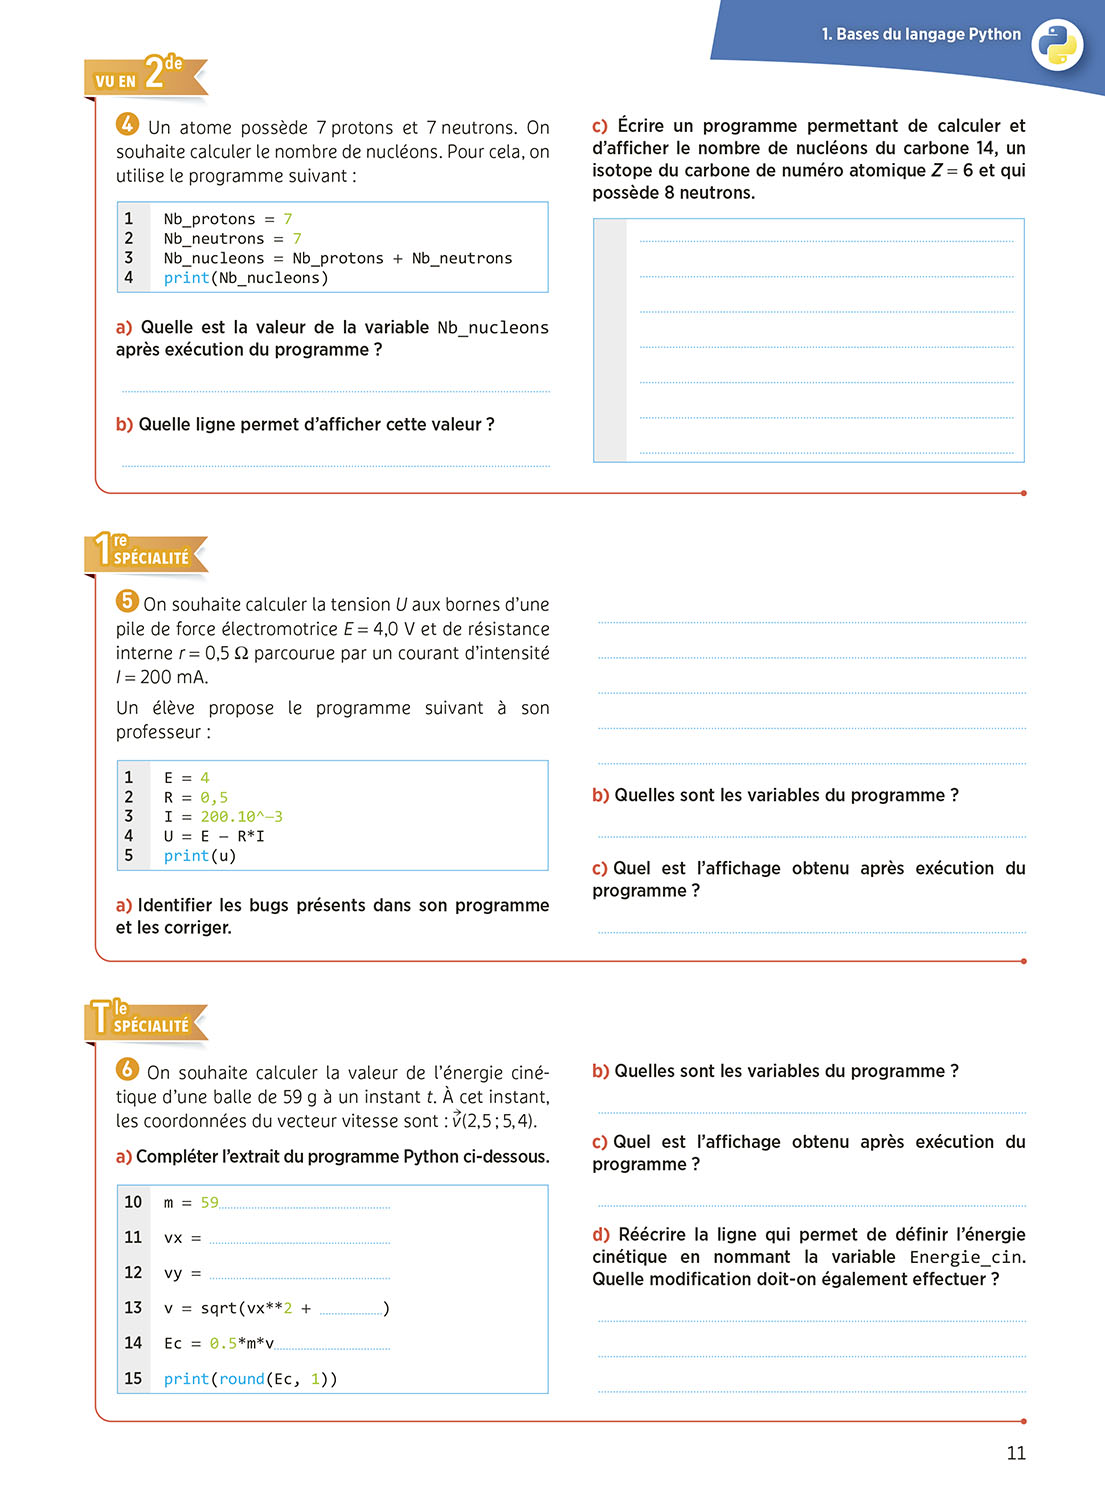 1. Bases du langage Python
VU EN 2de
4 Un atome possède 7 protons et 7 neutrons. On
souhaite calculer le nombre de nucléons. Pour cela, on
utilise le programme suivant :
1 Nb_protons = 7
2 Nb_neutrons = 7
3 Nb_nucleons = Nb_protons + Nb_neutrons
4 print(Nb_nucleons)
a) Quelle est la valeur de la variable Nb_nucleons
après exécution du programme ?
b) Quelle ligne permet d'afficher cette valeur ?
c) Écrire un programme permettant de calculer et
d'afficher le nombre de nucléons du carbone 14, un
isotope du carbone de numéro atomique Z = 6 et qui
possède 8 neutrons.
1re
SPÉCIALITÉ
5 On souhaite calculer la tension U aux bornes d'une
pile de force électromotrice E = 4,0 V et de résistance
interne r = 0,5 Ω parcourue par un courant d'intensité
I = 200 mA.
Un élève propose le programme suivant à son
professeur :
1 E = 4
2 R = 0,5
3 I = 200.10^–3
4 U = E – R*I
5 print(u)
a) Identifier les bugs présents dans son programme
et les corriger.
b) Quelles sont les variables du programme ?
c) Quel est l'affichage obtenu après exécution du
programme ?
Tle
SPÉCIALITÉ
6 On souhaite calculer la valeur de l'énergie ciné-
tique d'une balle de 59 g à un instant t. À cet instant,
les coordonnées du vecteur vitesse sont : v⃗(2,5 ; 5,4).
a) Compléter l'extrait du programme Python ci-dessous.
10 m = 59
11 vx =
12 vy =
13 v = sqrt(vx**2 + )
14 Ec = 0.5*m*v
15 print(round(Ec, 1))
b) Quelles sont les variables du programme ?
c) Quel est l'affichage obtenu après exécution du
programme ?
d) Réécrire la ligne qui permet de définir l'énergie
cinétique en nommant la variable Energie_cin.
Quelle modification doit-on également effectuer ?
11